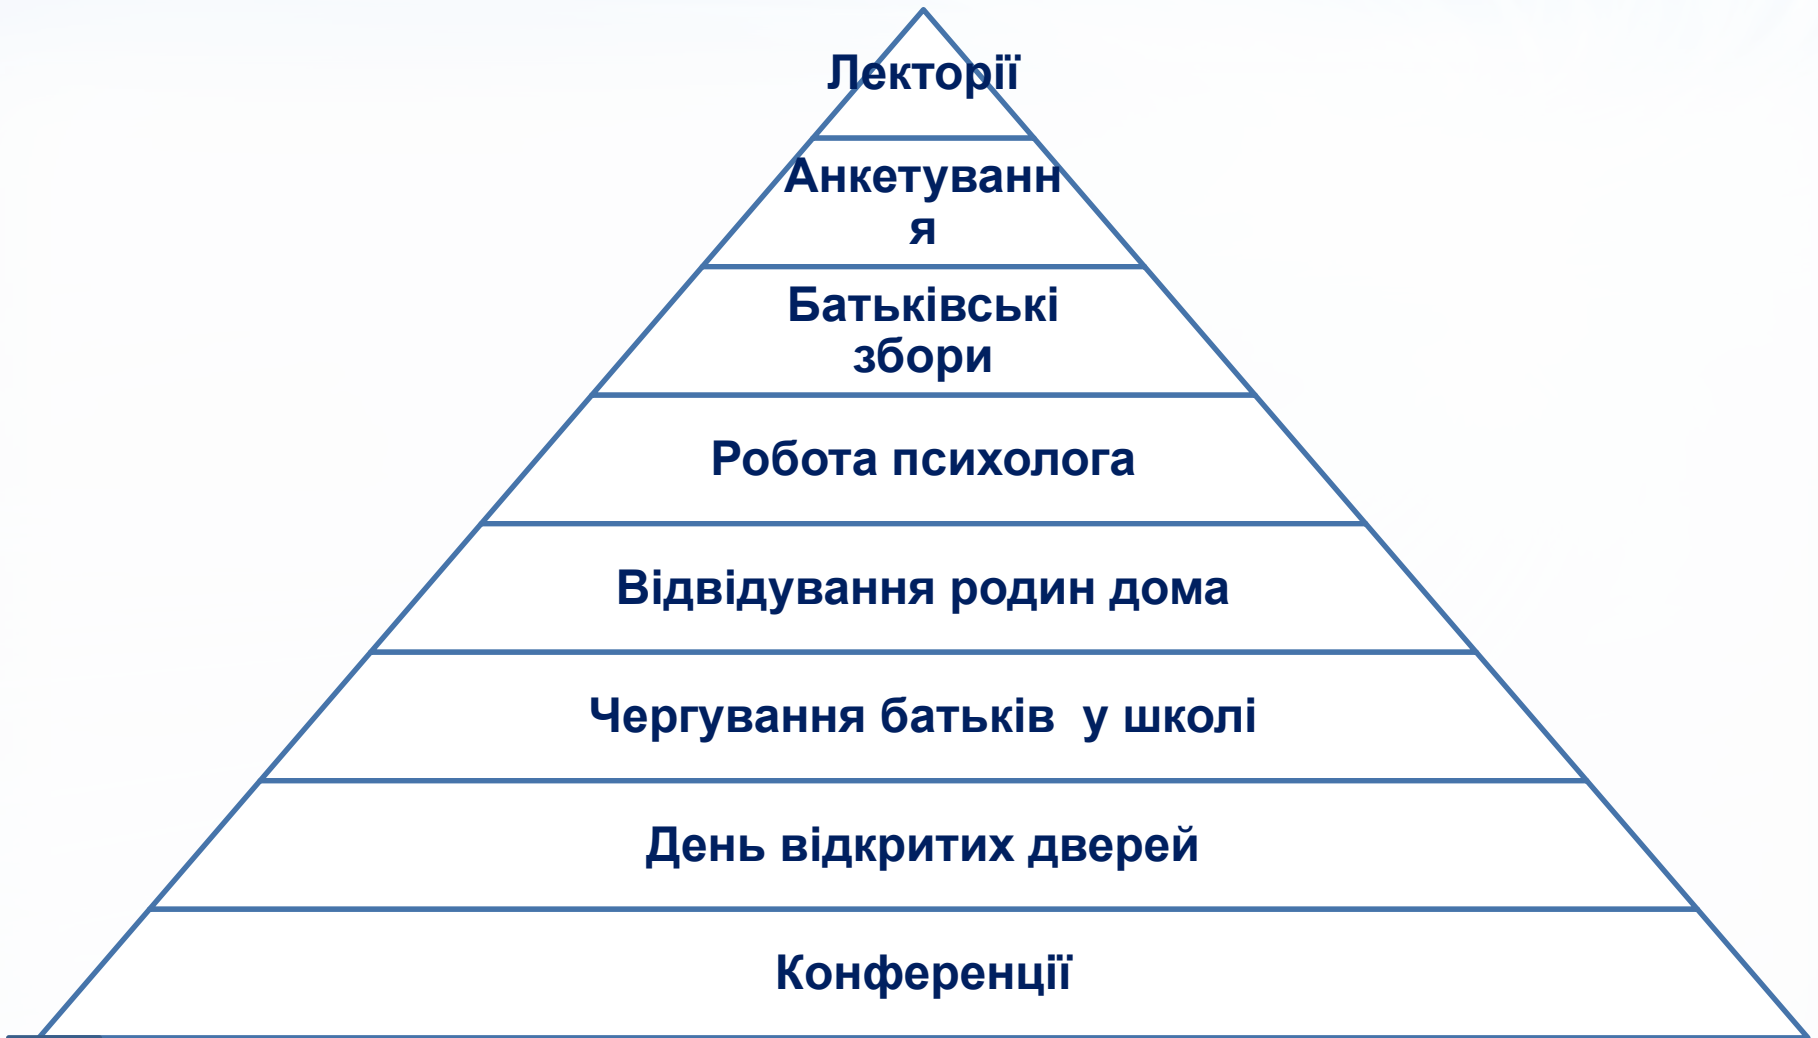 Лекторії
Анкетуванн
я
Батьківські
збори
Робота психолога
Відвідування родин дома
Чергування батьків  у школі
День відкритих дверей
Конференції